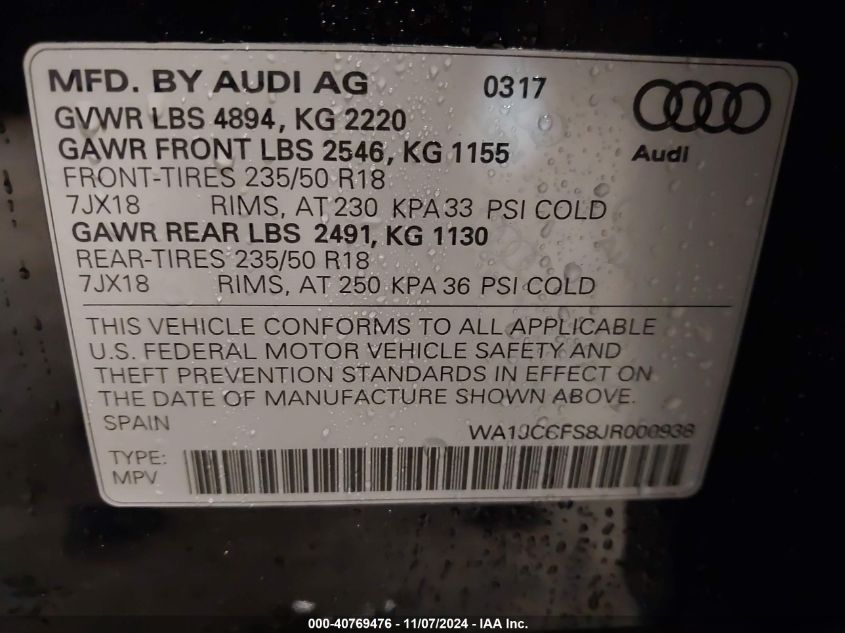 MFD. BY AUDI AG 0317
GVWR LBS 4894, KG 2220
GAWR FRONT LBS 2546, KG 1155
Audi
FRONT-TIRES 235/50 R18
7JX18 RIMS, AT 230 KPA 33 PSI COLD
GAWR REAR LBS 2491, KG 1130
REAR-TIRES 235/50 R18
7JX18 RIMS, AT 250 KPA 36 PSI COLD
THIS VEHICLE CONFORMS TO ALL APPLICABLE
U.S. FEDERAL MOTOR VEHICLE SAFETY AND
THEFT PREVENTION STANDARDS IN EFFECT ON
THE DATE OF MANUFACTURE SHOWN ABOVE.
SPAIN WA1JCCFS8JR000938
TYPE:
MPV
000-40769476 - 11/07/2024 - IAA Inc.